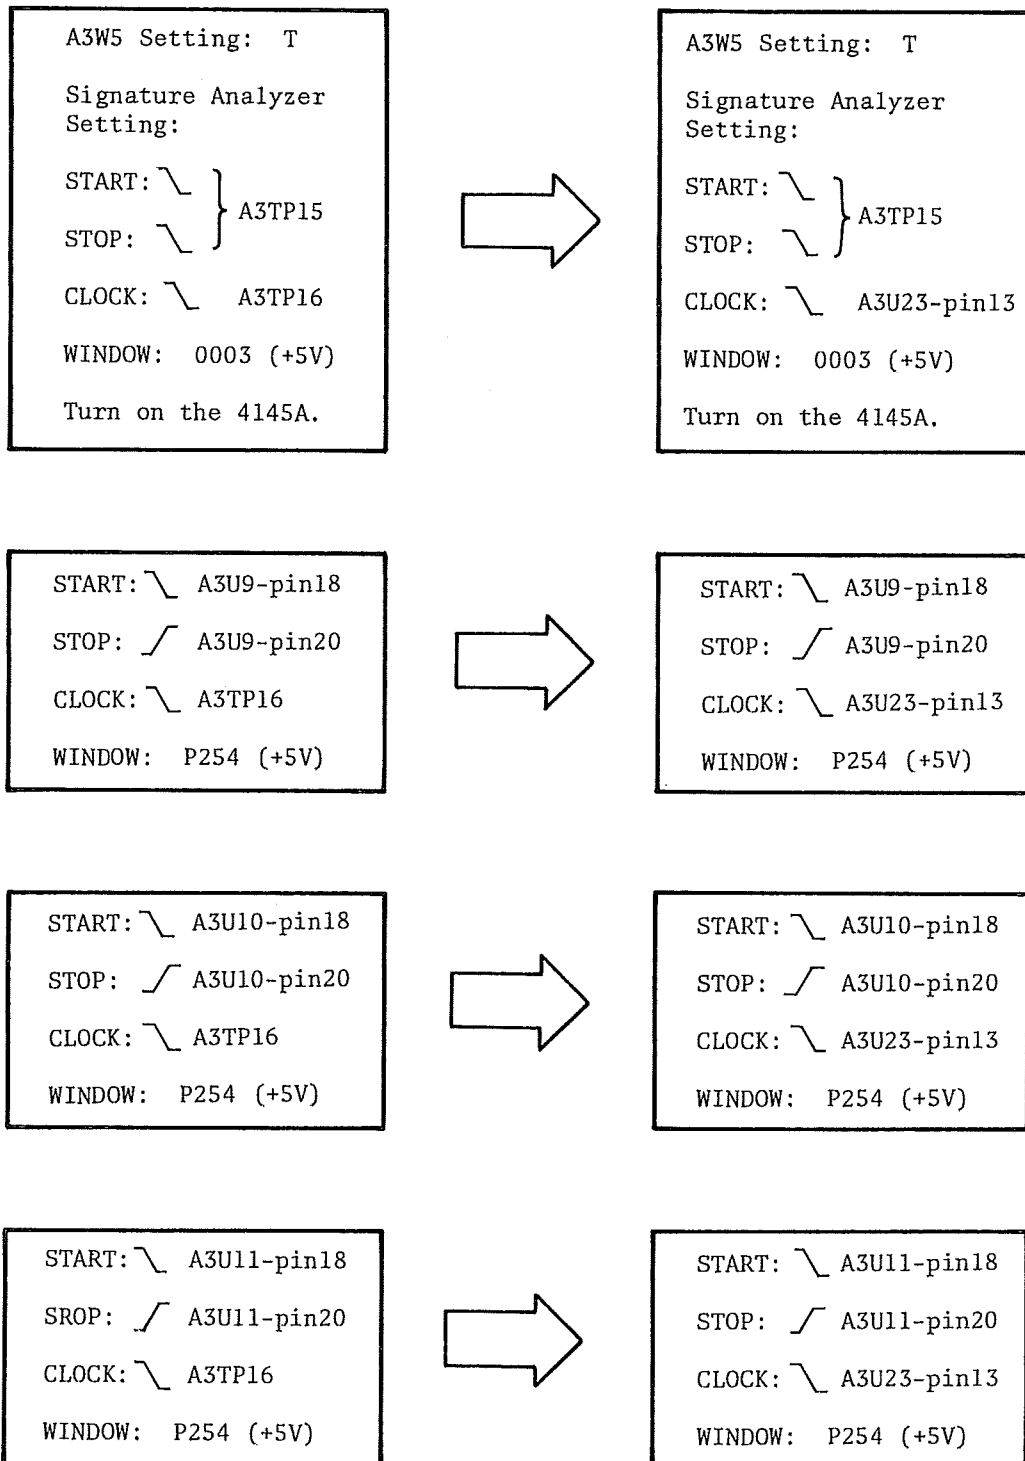 A3W5 Setting: T
Signature Analyzer
Setting:
START:
A3TP15
STOP:
CLOCK: A3TP16
WINDOW: 0003 (+5V)
Turn on the 4145A.
A3W5 Setting: T
Signature Analyzer
Setting:
START:
A3TP15
STOP:
CLOCK: A3U23-pin13
WINDOW: 0003 (+5V)
Turn on the 4145A.
START: A3U9-pin18
STOP: A3U9-pin20
CLOCK: A3TP16
WINDOW: P254 (+5V)
START: A3U9-pin18
STOP: A3U9-pin20
CLOCK: A3U23-pin13
WINDOW: P254 (+5V)
START: A3U10-pin18
STOP: A3U10-pin20
CLOCK: A3TP16
WINDOW: P254 (+5V)
START: A3U10-pin18
STOP: A3U10-pin20
CLOCK: A3U23-pin13
WINDOW: P254 (+5V)
START: A3U11-pin18
SROP: A3U11-pin20
CLOCK: A3TP16
WINDOW: P254 (+5V)
START: A3U11-pin18
STOP: A3U11-pin20
CLOCK: A3U23-pin13
WINDOW: P254 (+5V)